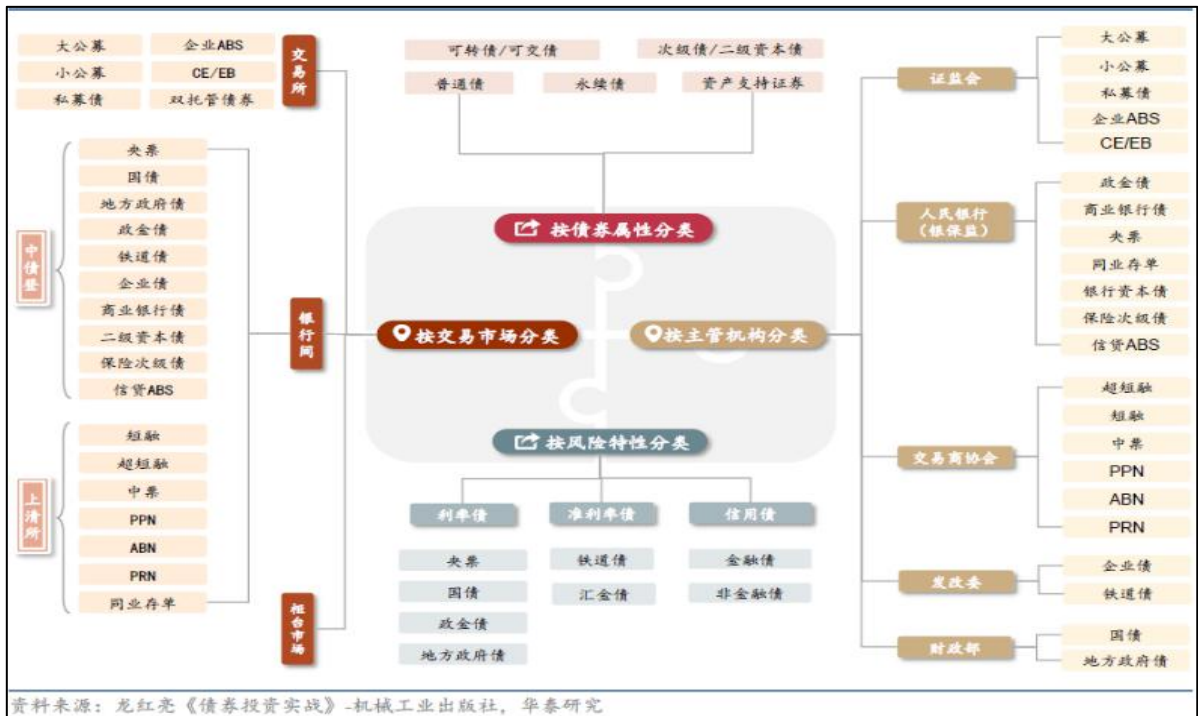 大公募
企业ABS
小公募
CE/EB
私募债
双托管债券
交易所
中债登
央票
国债
地方政府债
政金债
铁道债
企业债
商业银行债
二级资本债
保险次级债
信贷ABS
上清所
短融
超短融
中票
PPN
ABN
PRN
同业存单
银行间
柜台市场
可转债/可交债
次级债/二级资本债
普通债
永续债
资产支持证券
按债券属性分类
按交易市场分类
按主管机构分类
按风险特性分类
利率债
准利率债
信用债
央票
铁道债
金融债
国债
汇金债
非金融债
政金债
地方政府债
证监会
大公募
小公募
私募债
企业ABS
CE/EB
人民银行
(银保监)
政金债
商业银行债
央票
同业存单
银行资本债
保险次级债
信贷ABS
交易商协会
超短融
短融
中票
PPN
ABN
PRN
发改委
企业债
铁道债
财政部
国债
地方政府债
资料来源：龙红亮《债券投资实战》-机械工业出版社，华泰研究